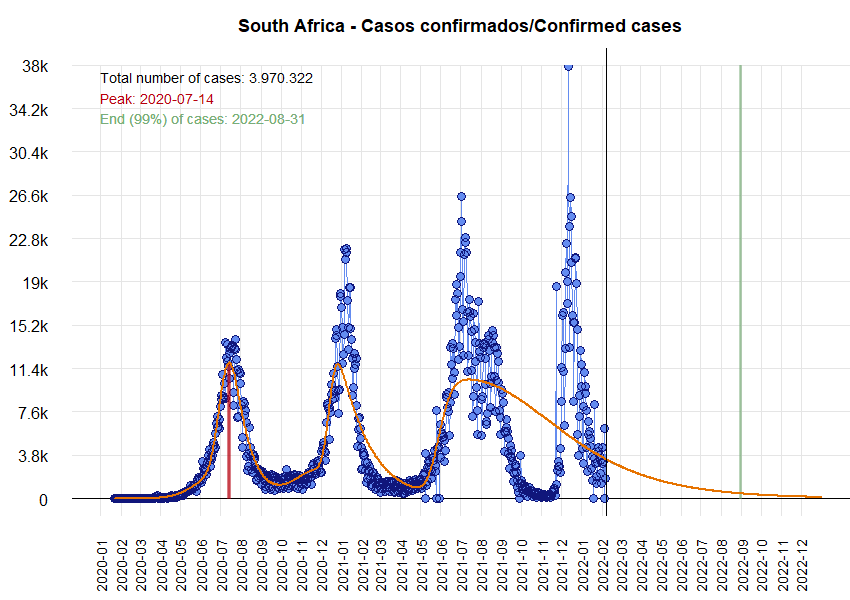 South Africa - Casos confirmados/Confirmed cases
Total number of cases: 3.970.322
Peak: 2020-07-14
End (99%) of cases: 2022-08-31
38k
34.2k
30.4k
26.6k
22.8k
19k
15.2k
11.4k
7.6k
3.8k
0
2020-01
2020-02
2020-03
2020-04
2020-05
2020-06
2020-07
2020-08
2020-09
2020-10
2020-11
2020-12
2021-01
2021-02
2021-03
2021-04
2021-05
2021-06
2021-07
2021-08
2021-09
2021-10
2021-11
2021-12
2022-01
2022-02
2022-03
2022-04
2022-05
2022-06
2022-07
2022-08
2022-09
2022-10
2022-11
2022-12